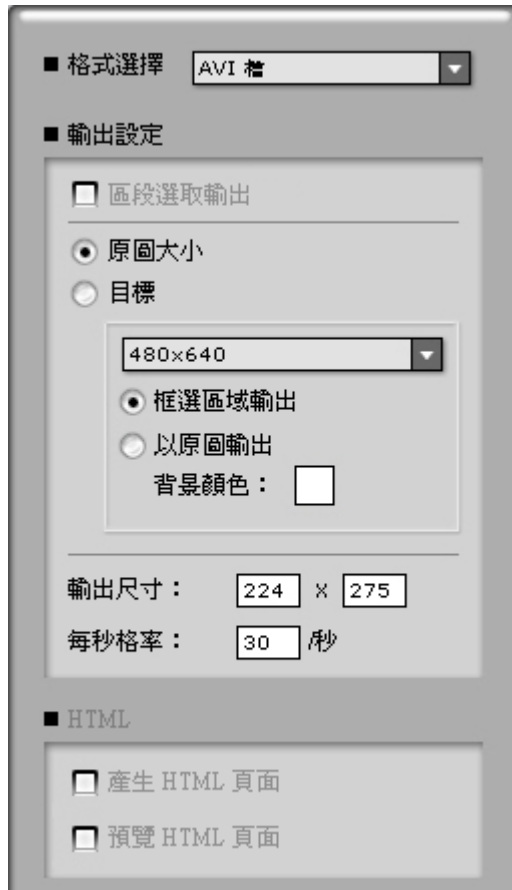 格式選擇 AVI 檔
輸出設定
區段選取輸出
原圖大小
目標
480x640
框選區域輸出
以原圖輸出
背景顏色：
輸出尺寸： 224 x 275
每秒格率： 30 /秒
HTML
產生 HTML 頁面
預覽 HTML 頁面